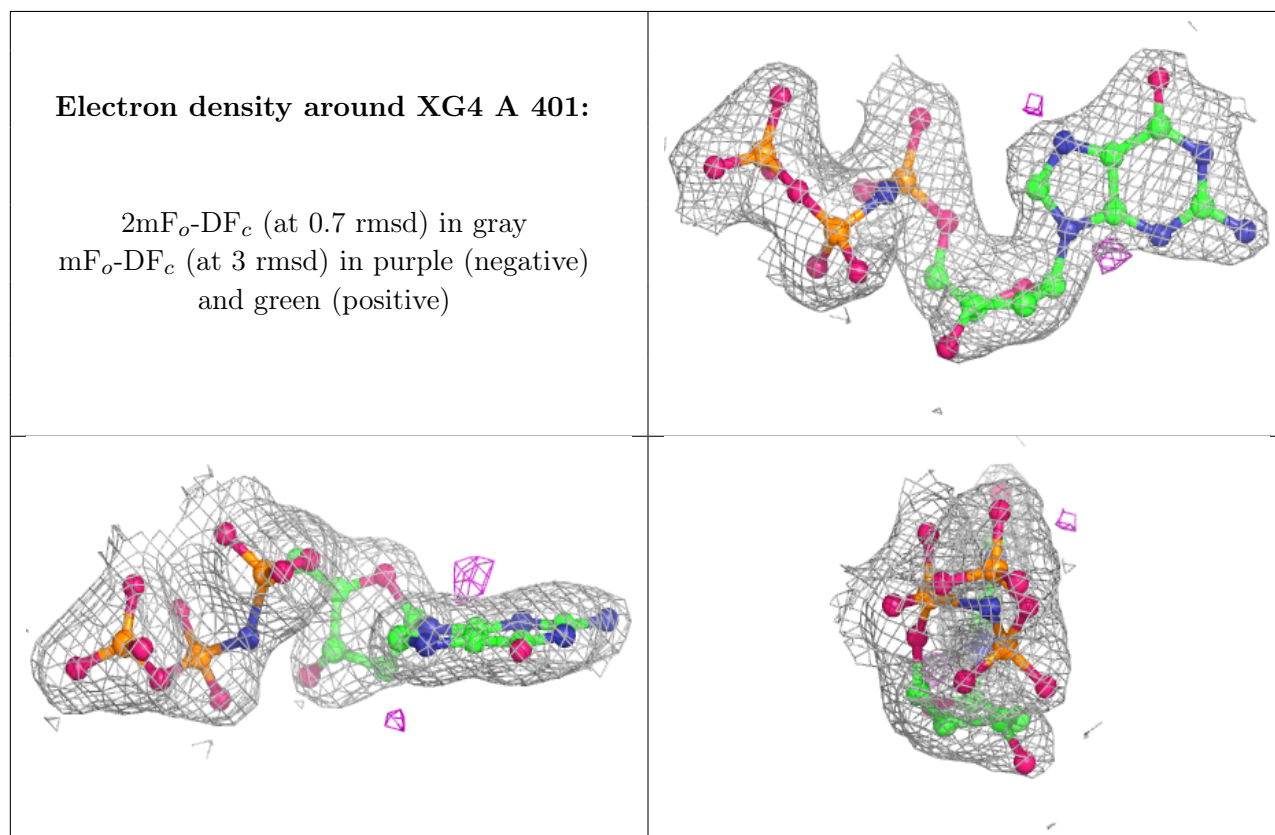 Electron density around XG4 A 401:
2mFo-DFc (at 0.7 rmsd) in gray
mFo-DFc (at 3 rmsd) in purple (negative)
and green (positive)